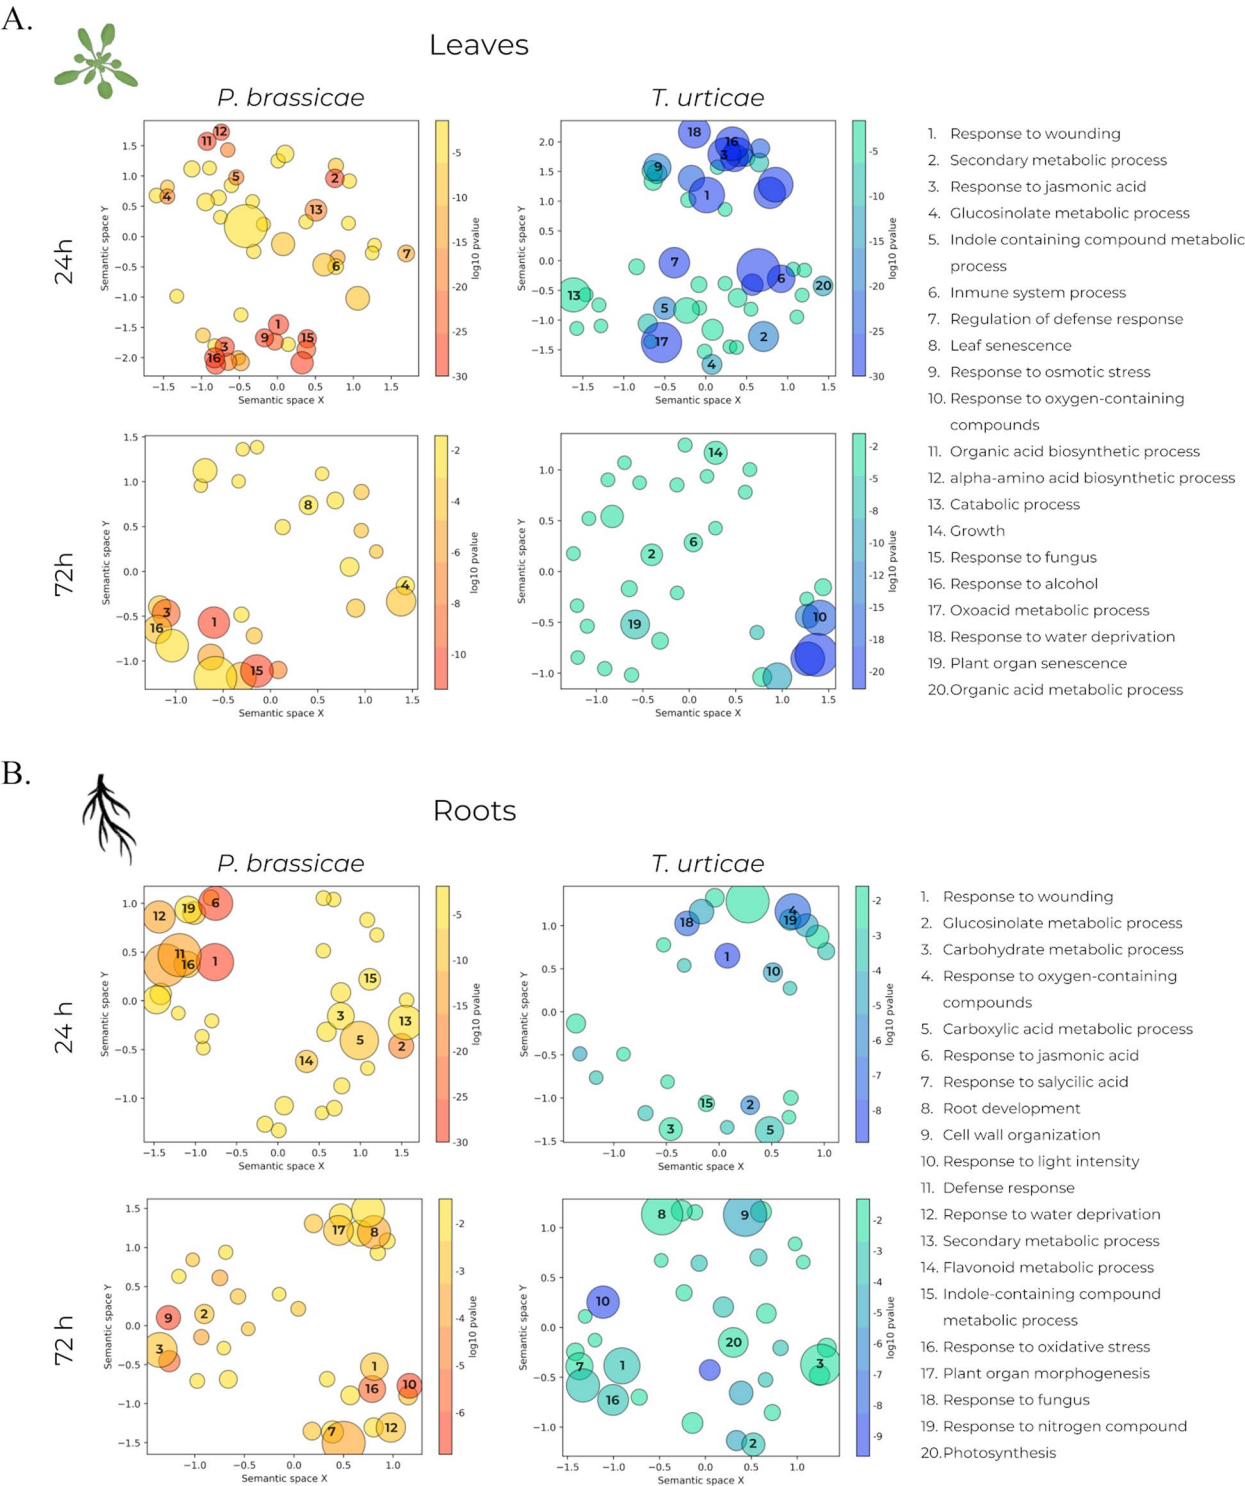 A.
Leaves
P. brassicae
T. urticae
24h
72h
Semantic space X
Semantic space Y
log10 pvalue
1. Response to wounding
2. Secondary metabolic process
3. Response to jasmonic acid
4. Glucosinolate metabolic process
5. Indole containing compound metabolic
process
6. Inmune system process
7. Regulation of defense response
8. Leaf senescence
9. Response to osmotic stress
10. Response to oxygen-containing
compounds
11. Organic acid biosynthetic process
12. alpha-amino acid biosynthetic process
13. Catabolic process
14. Growth
15. Response to fungus
16. Response to alcohol
17. Oxoacid metabolic process
18. Response to water deprivation
19. Plant organ senescence
20.Organic acid metabolic process
B.
Roots
P. brassicae
T. urticae
24 h
72 h
Semantic space X
Semantic space Y
log10 pvalue
1. Response to wounding
2. Glucosinolate metabolic process
3. Carbohydrate metabolic process
4. Response to oxygen-containing
compounds
5. Carboxylic acid metabolic process
6. Response to jasmonic acid
7. Response to salycilic acid
8. Root development
9. Cell wall organization
10. Response to light intensity
11. Defense response
12. Reponse to water deprivation
13. Secondary metabolic process
14. Flavonoid metabolic process
15. Indole-containing compound
metabolic process
16. Response to oxidative stress
17. Plant organ morphogenesis
18. Response to fungus
19. Response to nitrogen compound
20.Photosynthesis